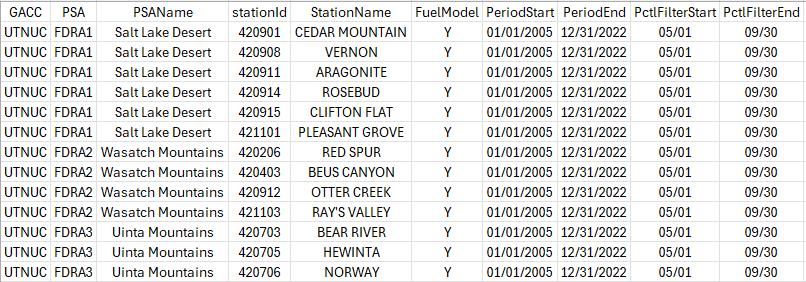 GACC PSA PSAName stationId StationName FuelModel PeriodStart PeriodEnd PctlFilterStart PctlFilterEnd
UTNUC FDRA1 Salt Lake Desert 420901 CEDAR MOUNTAIN Y 01/01/2005 12/31/2022 05/01 09/30
UTNUC FDRA1 Salt Lake Desert 420908 VERNON Y 01/01/2005 12/31/2022 05/01 09/30
UTNUC FDRA1 Salt Lake Desert 420911 ARAGONITE Y 01/01/2005 12/31/2022 05/01 09/30
UTNUC FDRA1 Salt Lake Desert 420914 ROSEBUD Y 01/01/2005 12/31/2022 05/01 09/30
UTNUC FDRA1 Salt Lake Desert 420915 CLIFTON FLAT Y 01/01/2005 12/31/2022 05/01 09/30
UTNUC FDRA1 Salt Lake Desert 421101 PLEASANT GROVE Y 01/01/2005 12/31/2022 05/01 09/30
UTNUC FDRA2 Wasatch Mountains 420206 RED SPUR Y 01/01/2005 12/31/2022 05/01 09/30
UTNUC FDRA2 Wasatch Mountains 420403 BEUS CANYON Y 01/01/2005 12/31/2022 05/01 09/30
UTNUC FDRA2 Wasatch Mountains 420912 OTTER CREEK Y 01/01/2005 12/31/2022 05/01 09/30
UTNUC FDRA2 Wasatch Mountains 421103 RAY'S VALLEY Y 01/01/2005 12/31/2022 05/01 09/30
UTNUC FDRA3 Uinta Mountains 420703 BEAR RIVER Y 01/01/2005 12/31/2022 05/01 09/30
UTNUC FDRA3 Uinta Mountains 420705 HEWINTA Y 01/01/2005 12/31/2022 05/01 09/30
UTNUC FDRA3 Uinta Mountains 420706 NORWAY Y 01/01/2005 12/31/2022 05/01 09/30